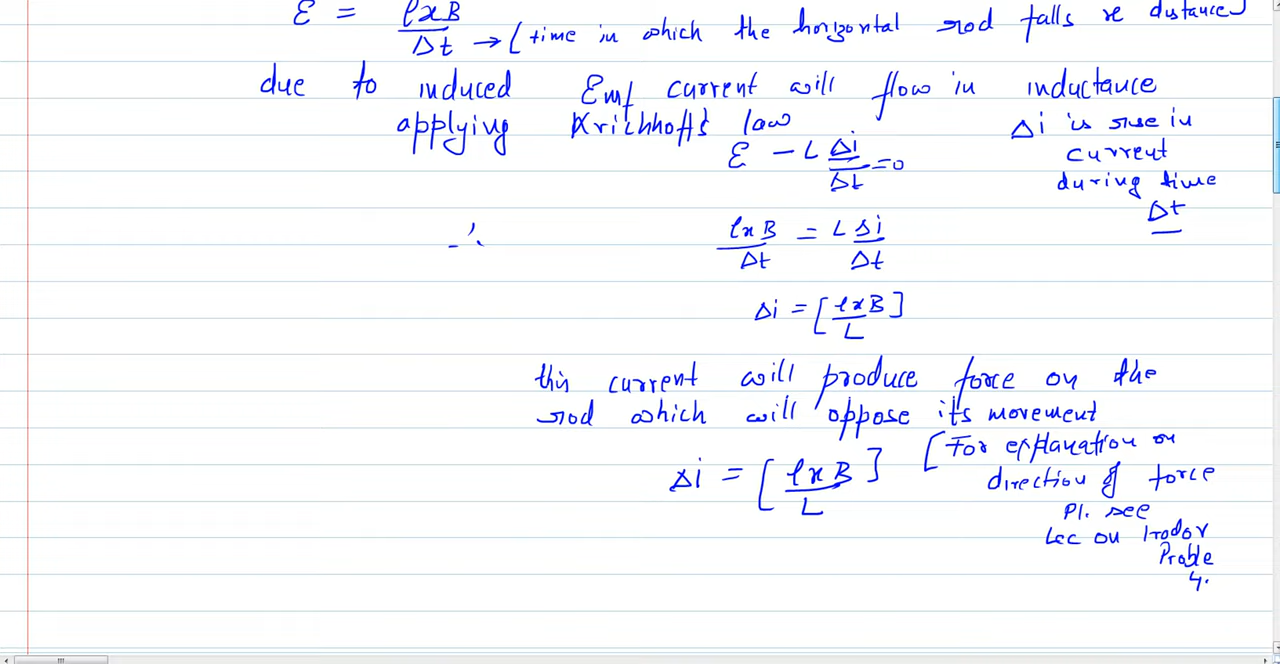 ε = lxB
Δt → ( time in which the horizontal rod falls x distance )
due to induced Emf current will flow in inductance
applying Krichhoffs law
Δi is rise in
current
during time
Δt
ε - L Δi/Δt = 0
∴
lxB/Δt = L Δi/Δt
Δi = [lxB/L]
this current will produce force on the
rod which will oppose its movement
Δi = [lxB/L]
[For explanation on
direction of force
Pl. see
Lec on Irodov
Proble
4.